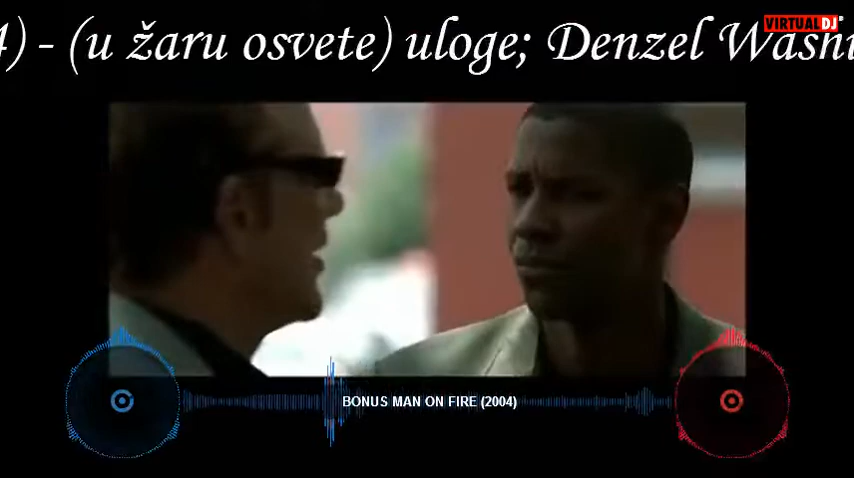 4) - (u žaru osvete) uloge; Denzel Washi
VIRTUAL DJ
BONUS MAN ON FIRE (2004)